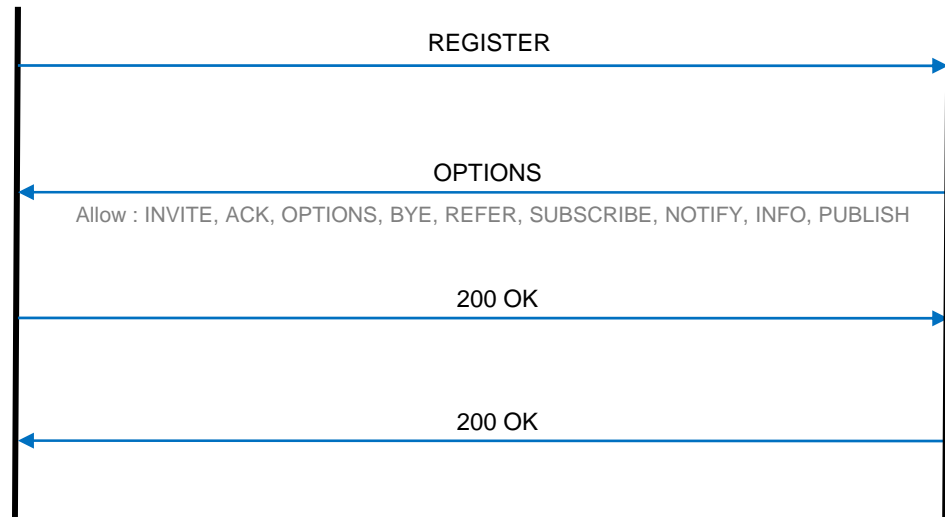 REGISTER
OPTIONS
Allow : INVITE, ACK, OPTIONS, BYE, REFER, SUBSCRIBE, NOTIFY, INFO, PUBLISH
200 OK
200 OK